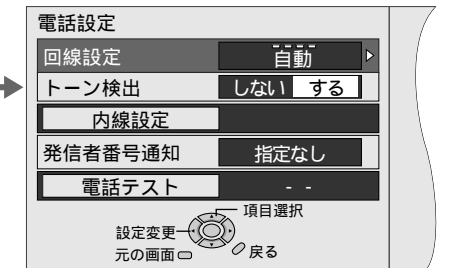 電話設定
回線設定 自動
トーン検出 しない する
内線設定
発信者番号通知 指定なし
電話テスト - -
項目選択
設定変更
元の画面 戻る